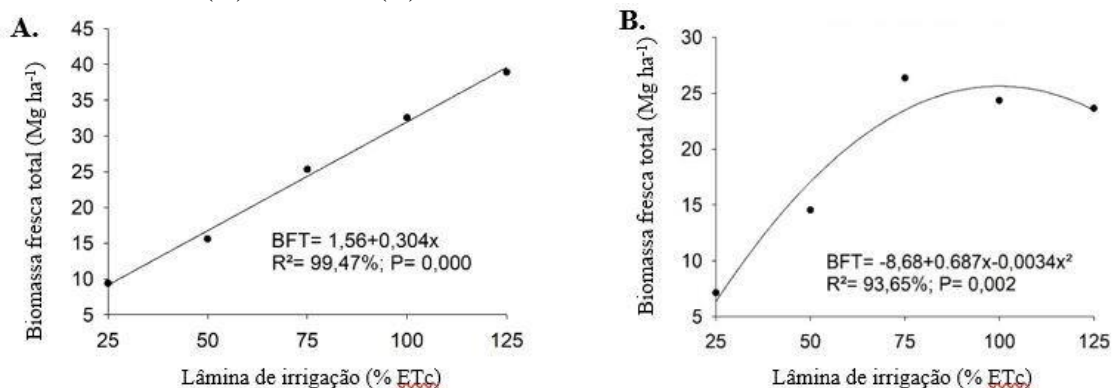 A.
Biomassa fresca total (Mg ha⁻¹)
45
40
35
30
25
20
15
10
5
BFT= 1,56+0,304x
R²= 99,47%; P= 0,000
25 50 75 100 125
Lâmina de irrigação (% ETc)
B.
Biomassa fresca total (Mg ha⁻¹)
30
25
20
15
10
5
BFT= -8,68+0.687x-0,0034x²
R²= 93,65%; P= 0,002
25 50 75 100 125
Lâmina de irrigação (% ETc)